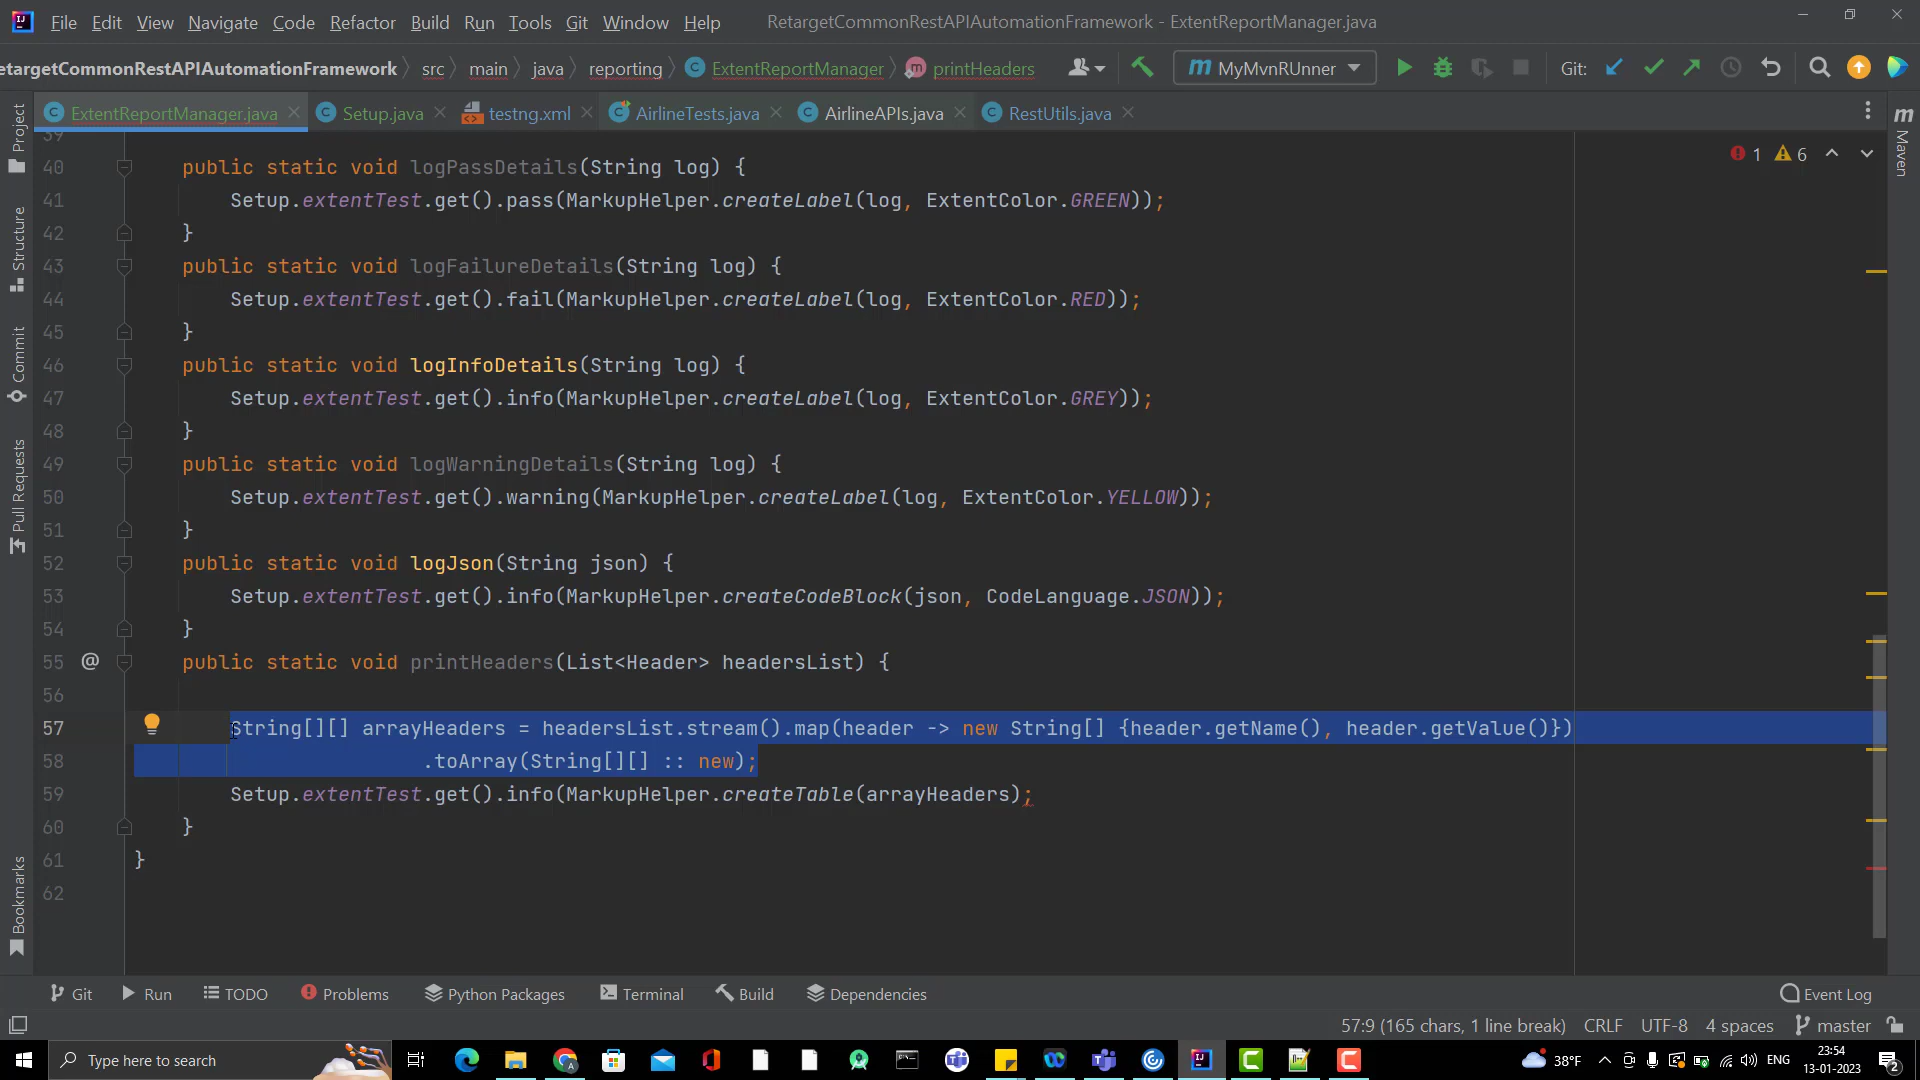 File Edit View Navigate Code Refactor Build Run Tools Git Window Help RetargetCommonRestAPIAutomationFramework - ExtentReportManager.java
etargetCommonRestAPIAutomationFramework src main java reporting ExtentReportManager printHeaders MyMvnRUnner Git:
ExtentReportManager.java Setup.java testng.xml AirlineTests.java AirlineAPIs.java RestUtils.java
Project
Structure
Commit
Pull Requests
Bookmarks
Maven
1 6
39
40 public static void logPassDetails(String log) {
41 Setup.extentTest.get().pass(MarkupHelper.createLabel(log, ExtentColor.GREEN));
42 }
43 public static void logFailureDetails(String log) {
44 Setup.extentTest.get().fail(MarkupHelper.createLabel(log, ExtentColor.RED));
45 }
46 public static void logInfoDetails(String log) {
47 Setup.extentTest.get().info(MarkupHelper.createLabel(log, ExtentColor.GREY));
48 }
49 public static void logWarningDetails(String log) {
50 Setup.extentTest.get().warning(MarkupHelper.createLabel(log, ExtentColor.YELLOW));
51 }
52 public static void logJson(String json) {
53 Setup.extentTest.get().info(MarkupHelper.createCodeBlock(json, CodeLanguage.JSON));
54 }
55 @ public static void printHeaders(List<Header> headersList) {
56
57 String[][] arrayHeaders = headersList.stream().map(header -> new String[] {header.getName(), header.getValue()})
58 .toArray(String[][] :: new);
59 Setup.extentTest.get().info(MarkupHelper.createTable(arrayHeaders);
60 }
61 }
62
Git Run TODO Problems Python Packages Terminal Build Dependencies Event Log
57:9 (165 chars, 1 line break) CRLF UTF-8 4 spaces master
Type here to search 38°F ENG 23:54
13-01-2023 2